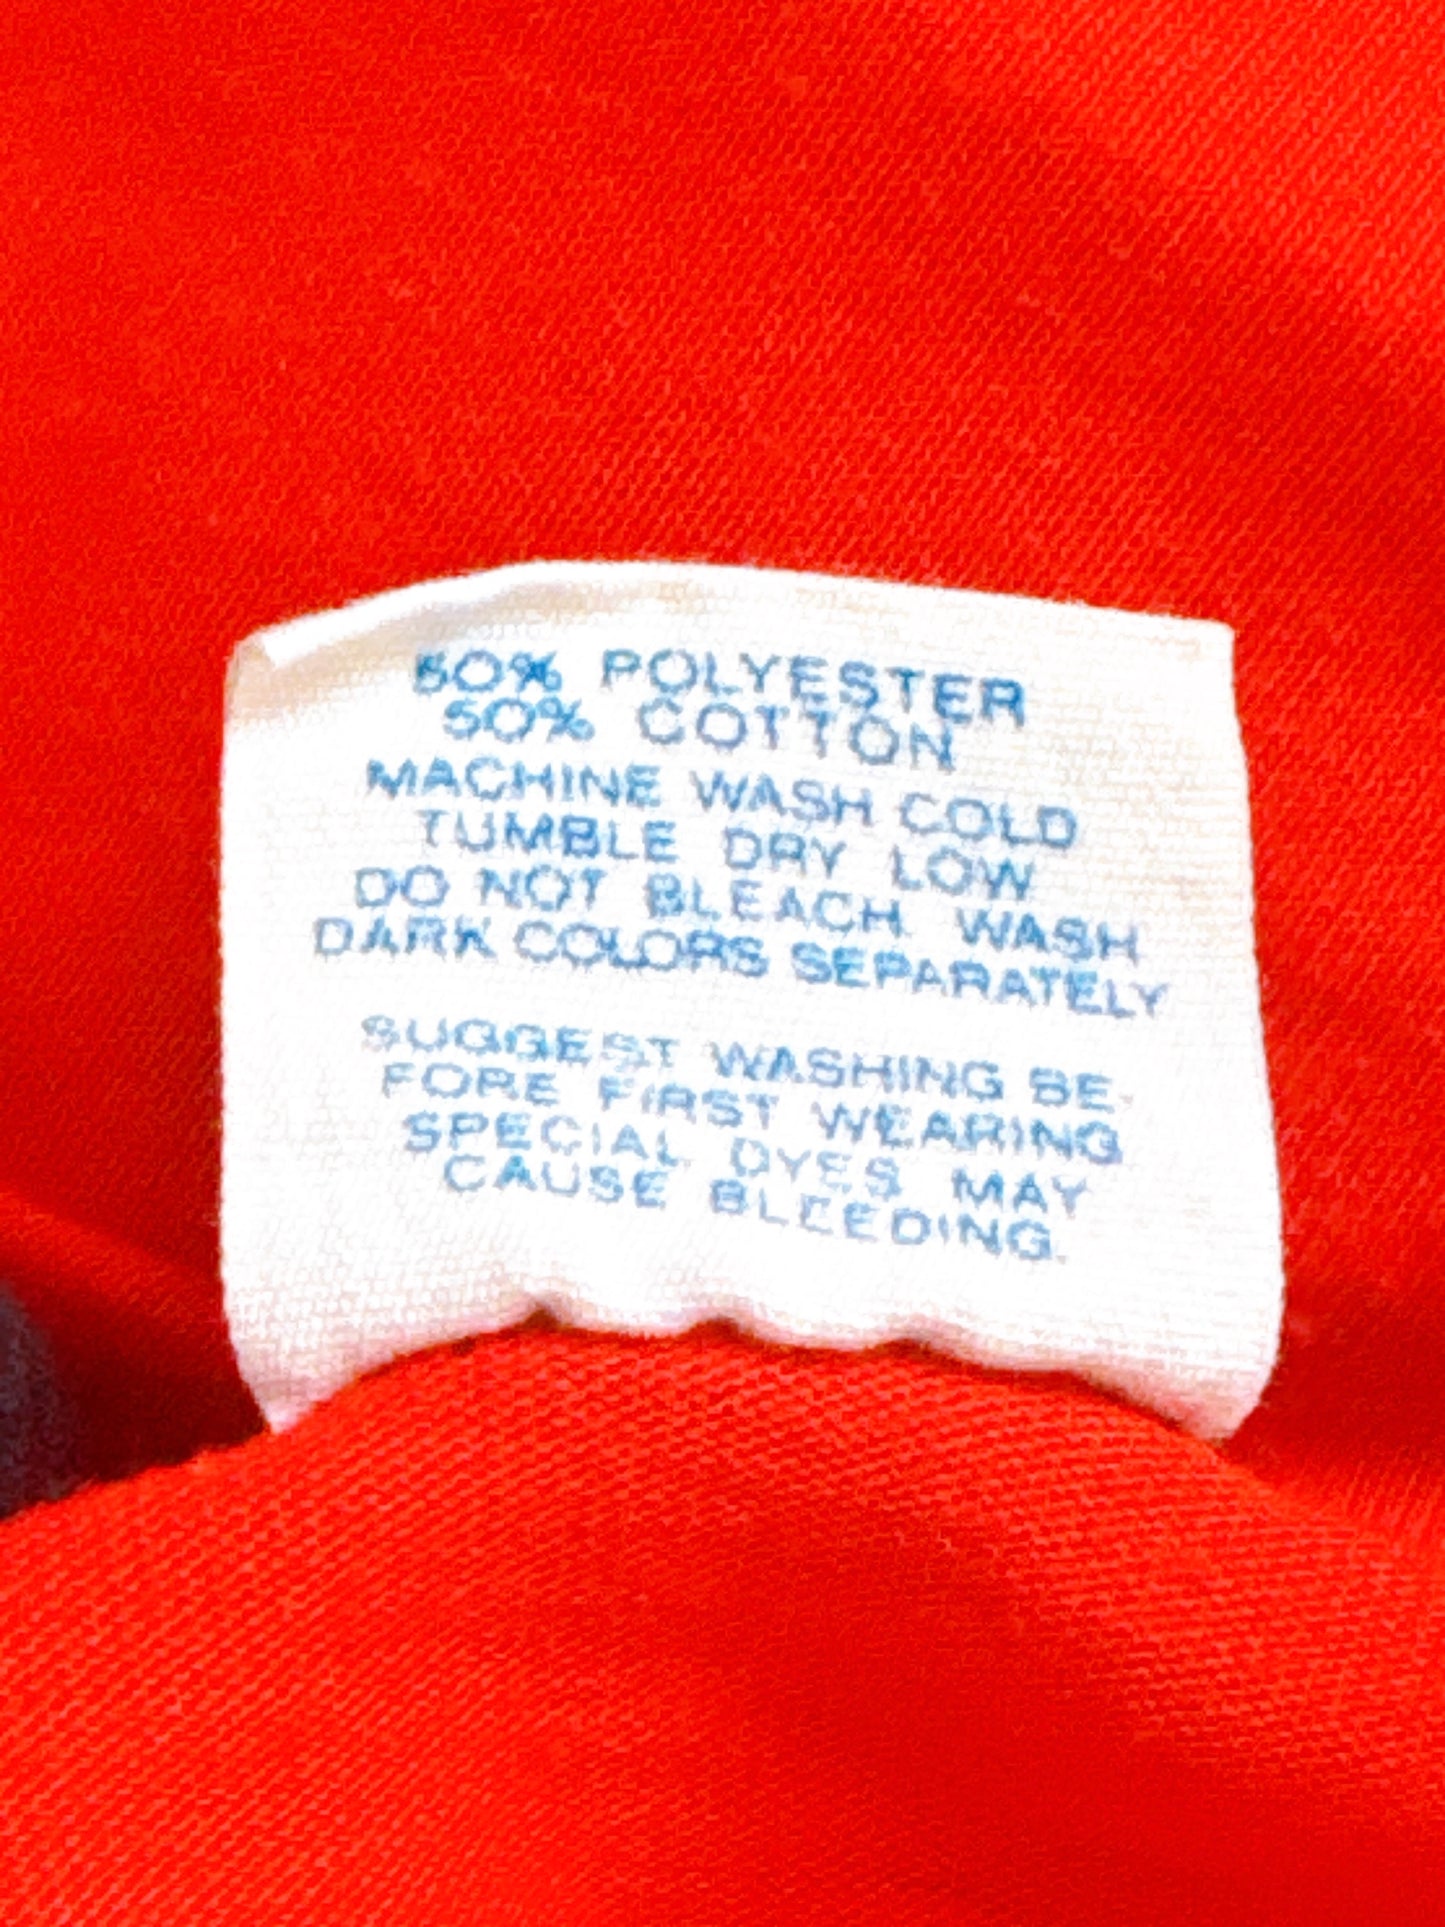 50% POLYESTER
50% COTTON
MACHINE WASH COLD
TUMBLE DRY LOW
DO NOT BLEACH. WASH
DARK COLORS SEPARATELY
SUGGEST WASHING BE-
FORE FIRST WEARING
SPECIAL DYES MAY
CAUSE BLEEDING.